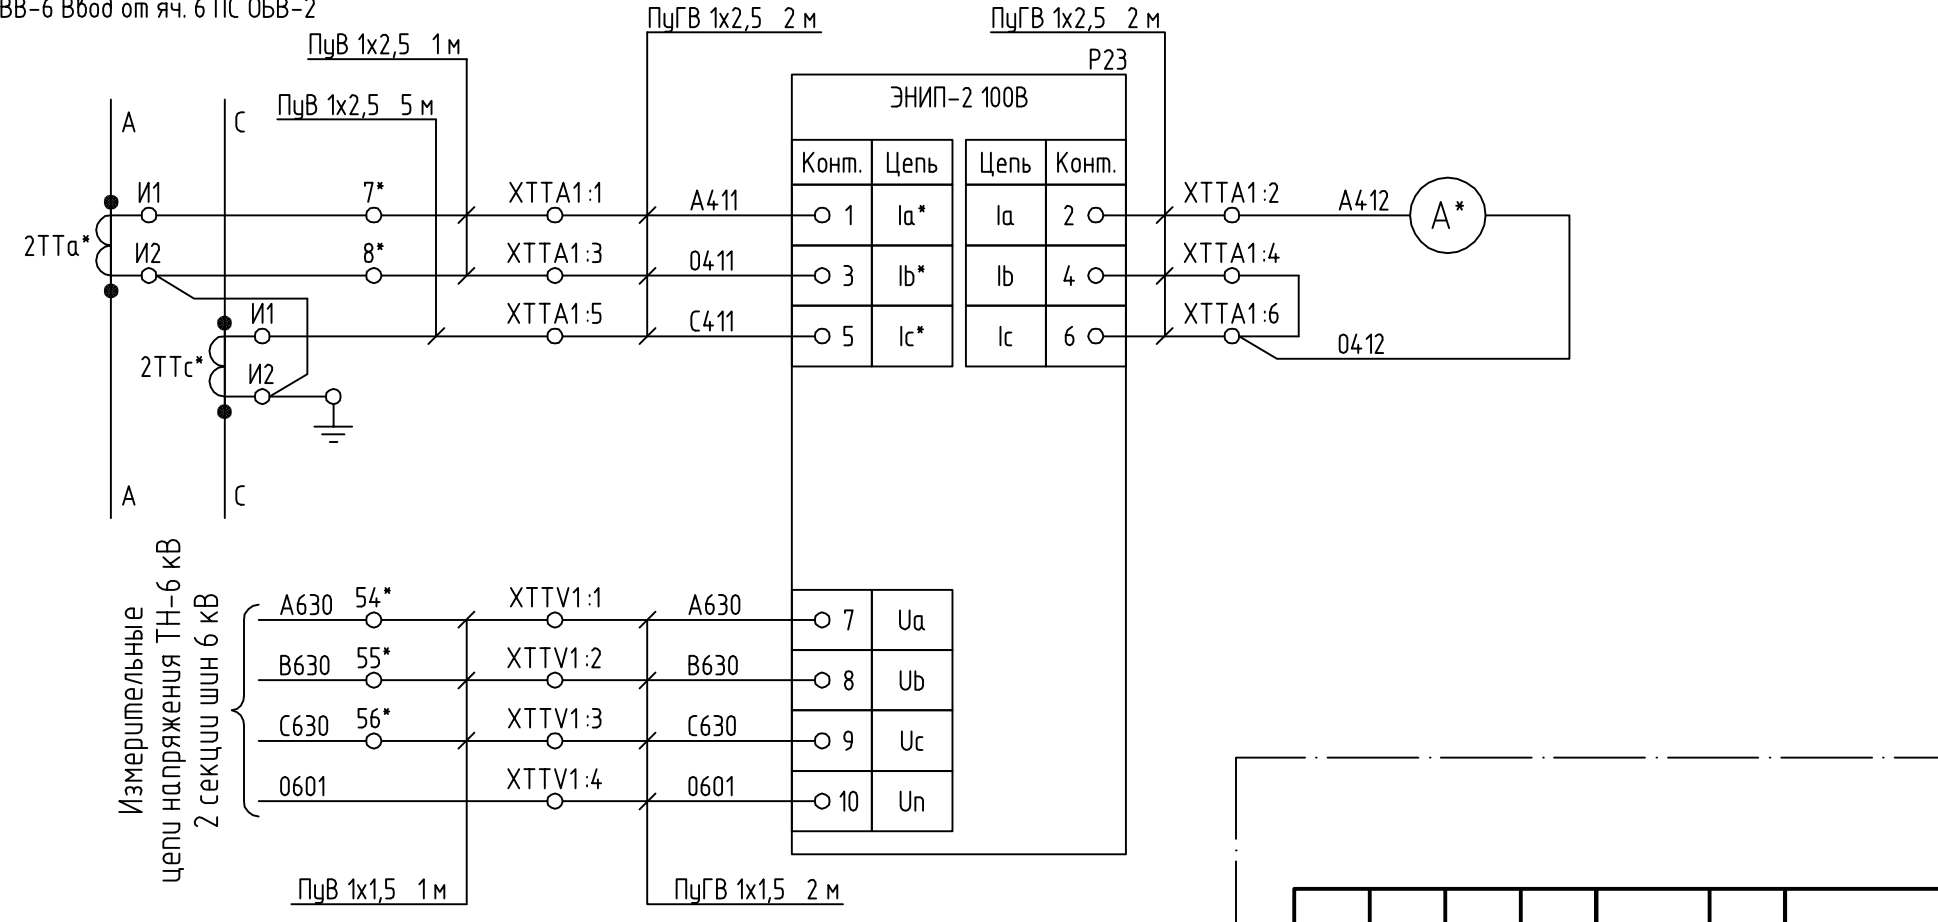 ВВ-6 Ввод от яч. 6 ПС ОБВ-2
ПуВ 1х2,5 1 м
ПуГВ 1х2,5 2 м
ПуГВ 1х2,5 2 м
Р23
ПуВ 1х2,5 5 м
ЭНИП-2 100В
А
С
Конт. Цепь Цепь Конт.
И1 7* ХТТА1:1 А411 1 Ia* Ia 2 ХТТА1:2 А412 А*
2ТТа* И2 8* ХТТА1:3 0411 3 Ib* Ib 4 ХТТА1:4
И1 ХТТА1:5 С411 5 Ic* Ic 6 ХТТА1:6 0412
2ТТс* И2
А
С
Измерительные
цепи напряжения ТН-6 кВ
2 секции шин 6 кВ
А630 54* ХТТV1:1 А630 7 Ua
В630 55* ХТТV1:2 В630 8 Ub
С630 56* ХТТV1:3 С630 9 Uc
0601 ХТТV1:4 0601 10 Un
ПуВ 1х1,5 1 м
ПуГВ 1х1,5 2 м